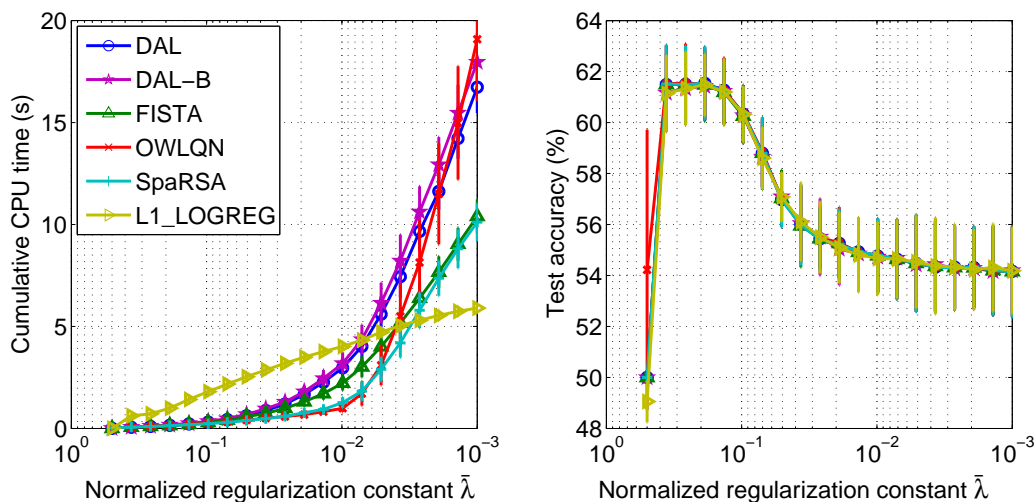 Cumulative CPU time (s)
20
15
10
5
0
DAL
DAL−B
FISTA
OWLQN
SpaRSA
L1_LOGREG
10^0
10^−1
10^−2
10^−3
Normalized regularization constant λ̄
Test accuracy (%)
64
62
60
58
56
54
52
50
48
10^0
10^−1
10^−2
10^−3
Normalized regularization constant λ̄